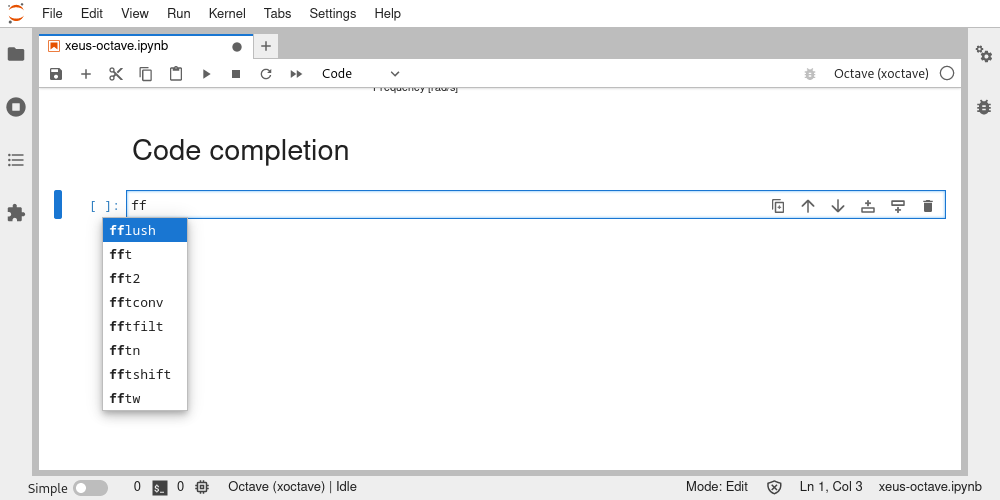 File Edit View Run Kernel Tabs Settings Help
xeus-octave.ipynb
Code
Octave (xoctave)
Frequency [rad/s]
Code completion
[ ]: ff
fflush
fft
fft2
fftconv
fftfilt
fftn
fftshift
fftw
Simple 0 $_ 0 Octave (xoctave) | Idle Mode: Edit Ln 1, Col 3 xeus-octave.ipynb